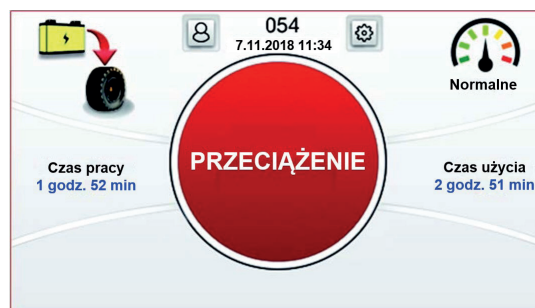 054
7.11.2018 11:34
Normalne
PRZECIĄŻENIE
Czas pracy
1 godz. 52 min
Czas użycia
2 godz. 51 min